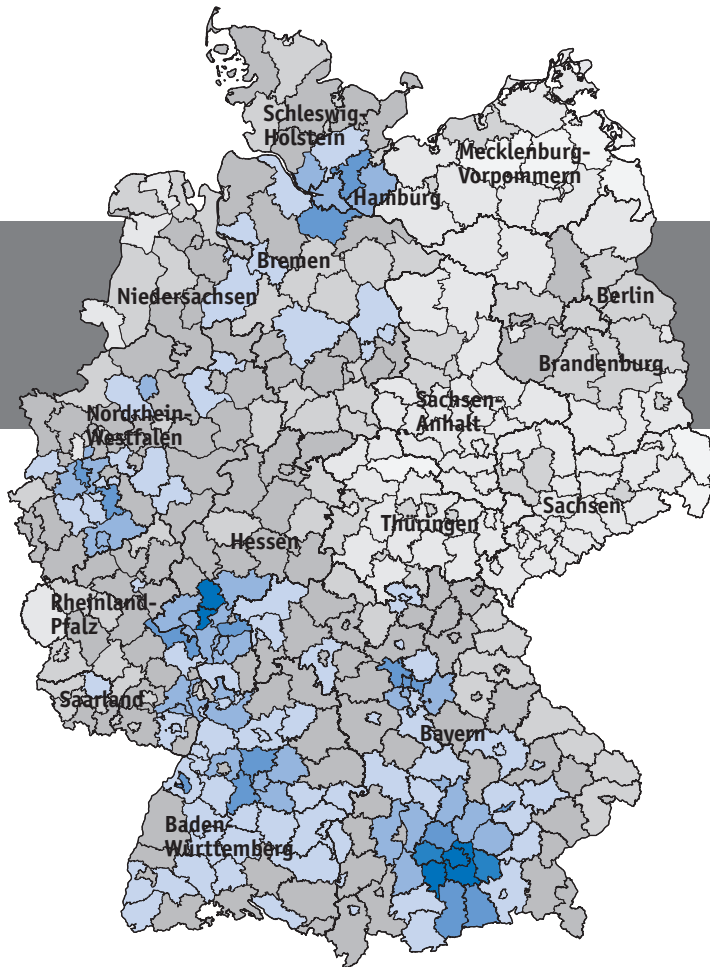 Schleswig-
Holstein
Mecklenburg-
Vorpommern
Hamburg
Bremen
Niedersachsen
Berlin
Brandenburg
Sachsen-
Anhalt
Nordrhein-
Westfalen
Sachsen
Thüringen
Hessen
Rheinland-
Pfalz
Saarland
Bayern
Baden-
Württemberg